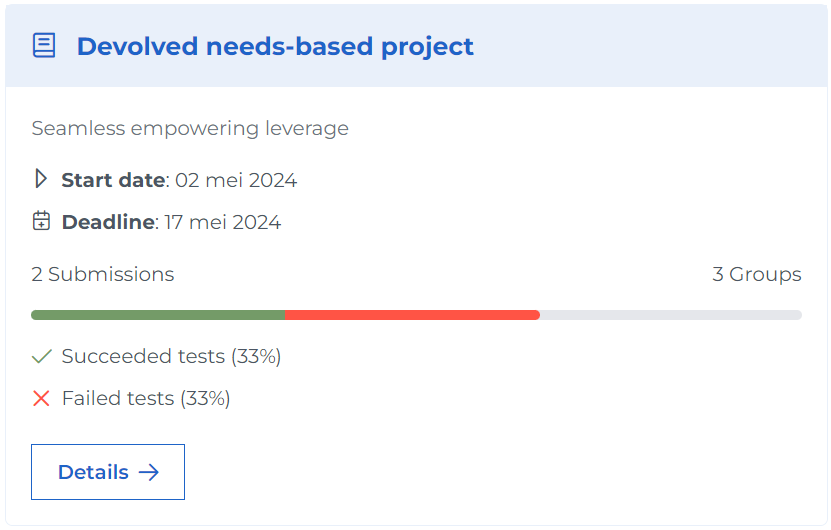 Devolved needs-based project
Seamless empowering leverage
Start date: 02 mei 2024
Deadline: 17 mei 2024
2 Submissions 3 Groups
Succeeded tests (33%)
Failed tests (33%)
Details